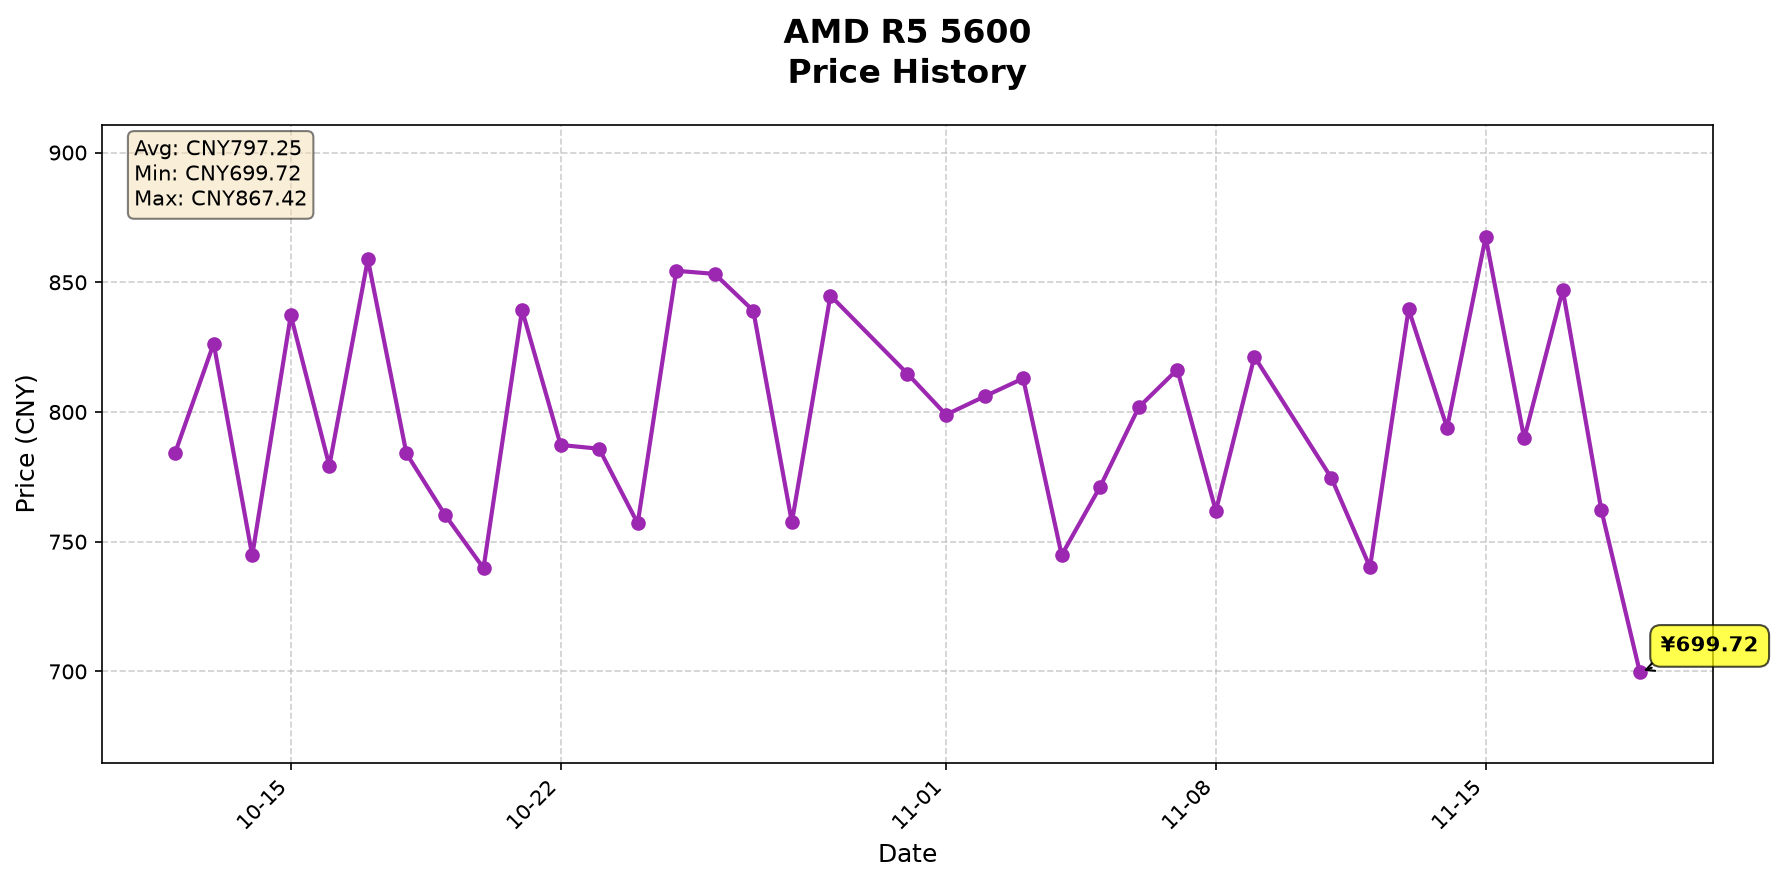 AMD R5 5600
Price History
Avg: CNY797.25
Min: CNY699.72
Max: CNY867.42
Price (CNY)
900
850
800
750
700
¥699.72
10-15
10-22
11-01
11-08
11-15
Date